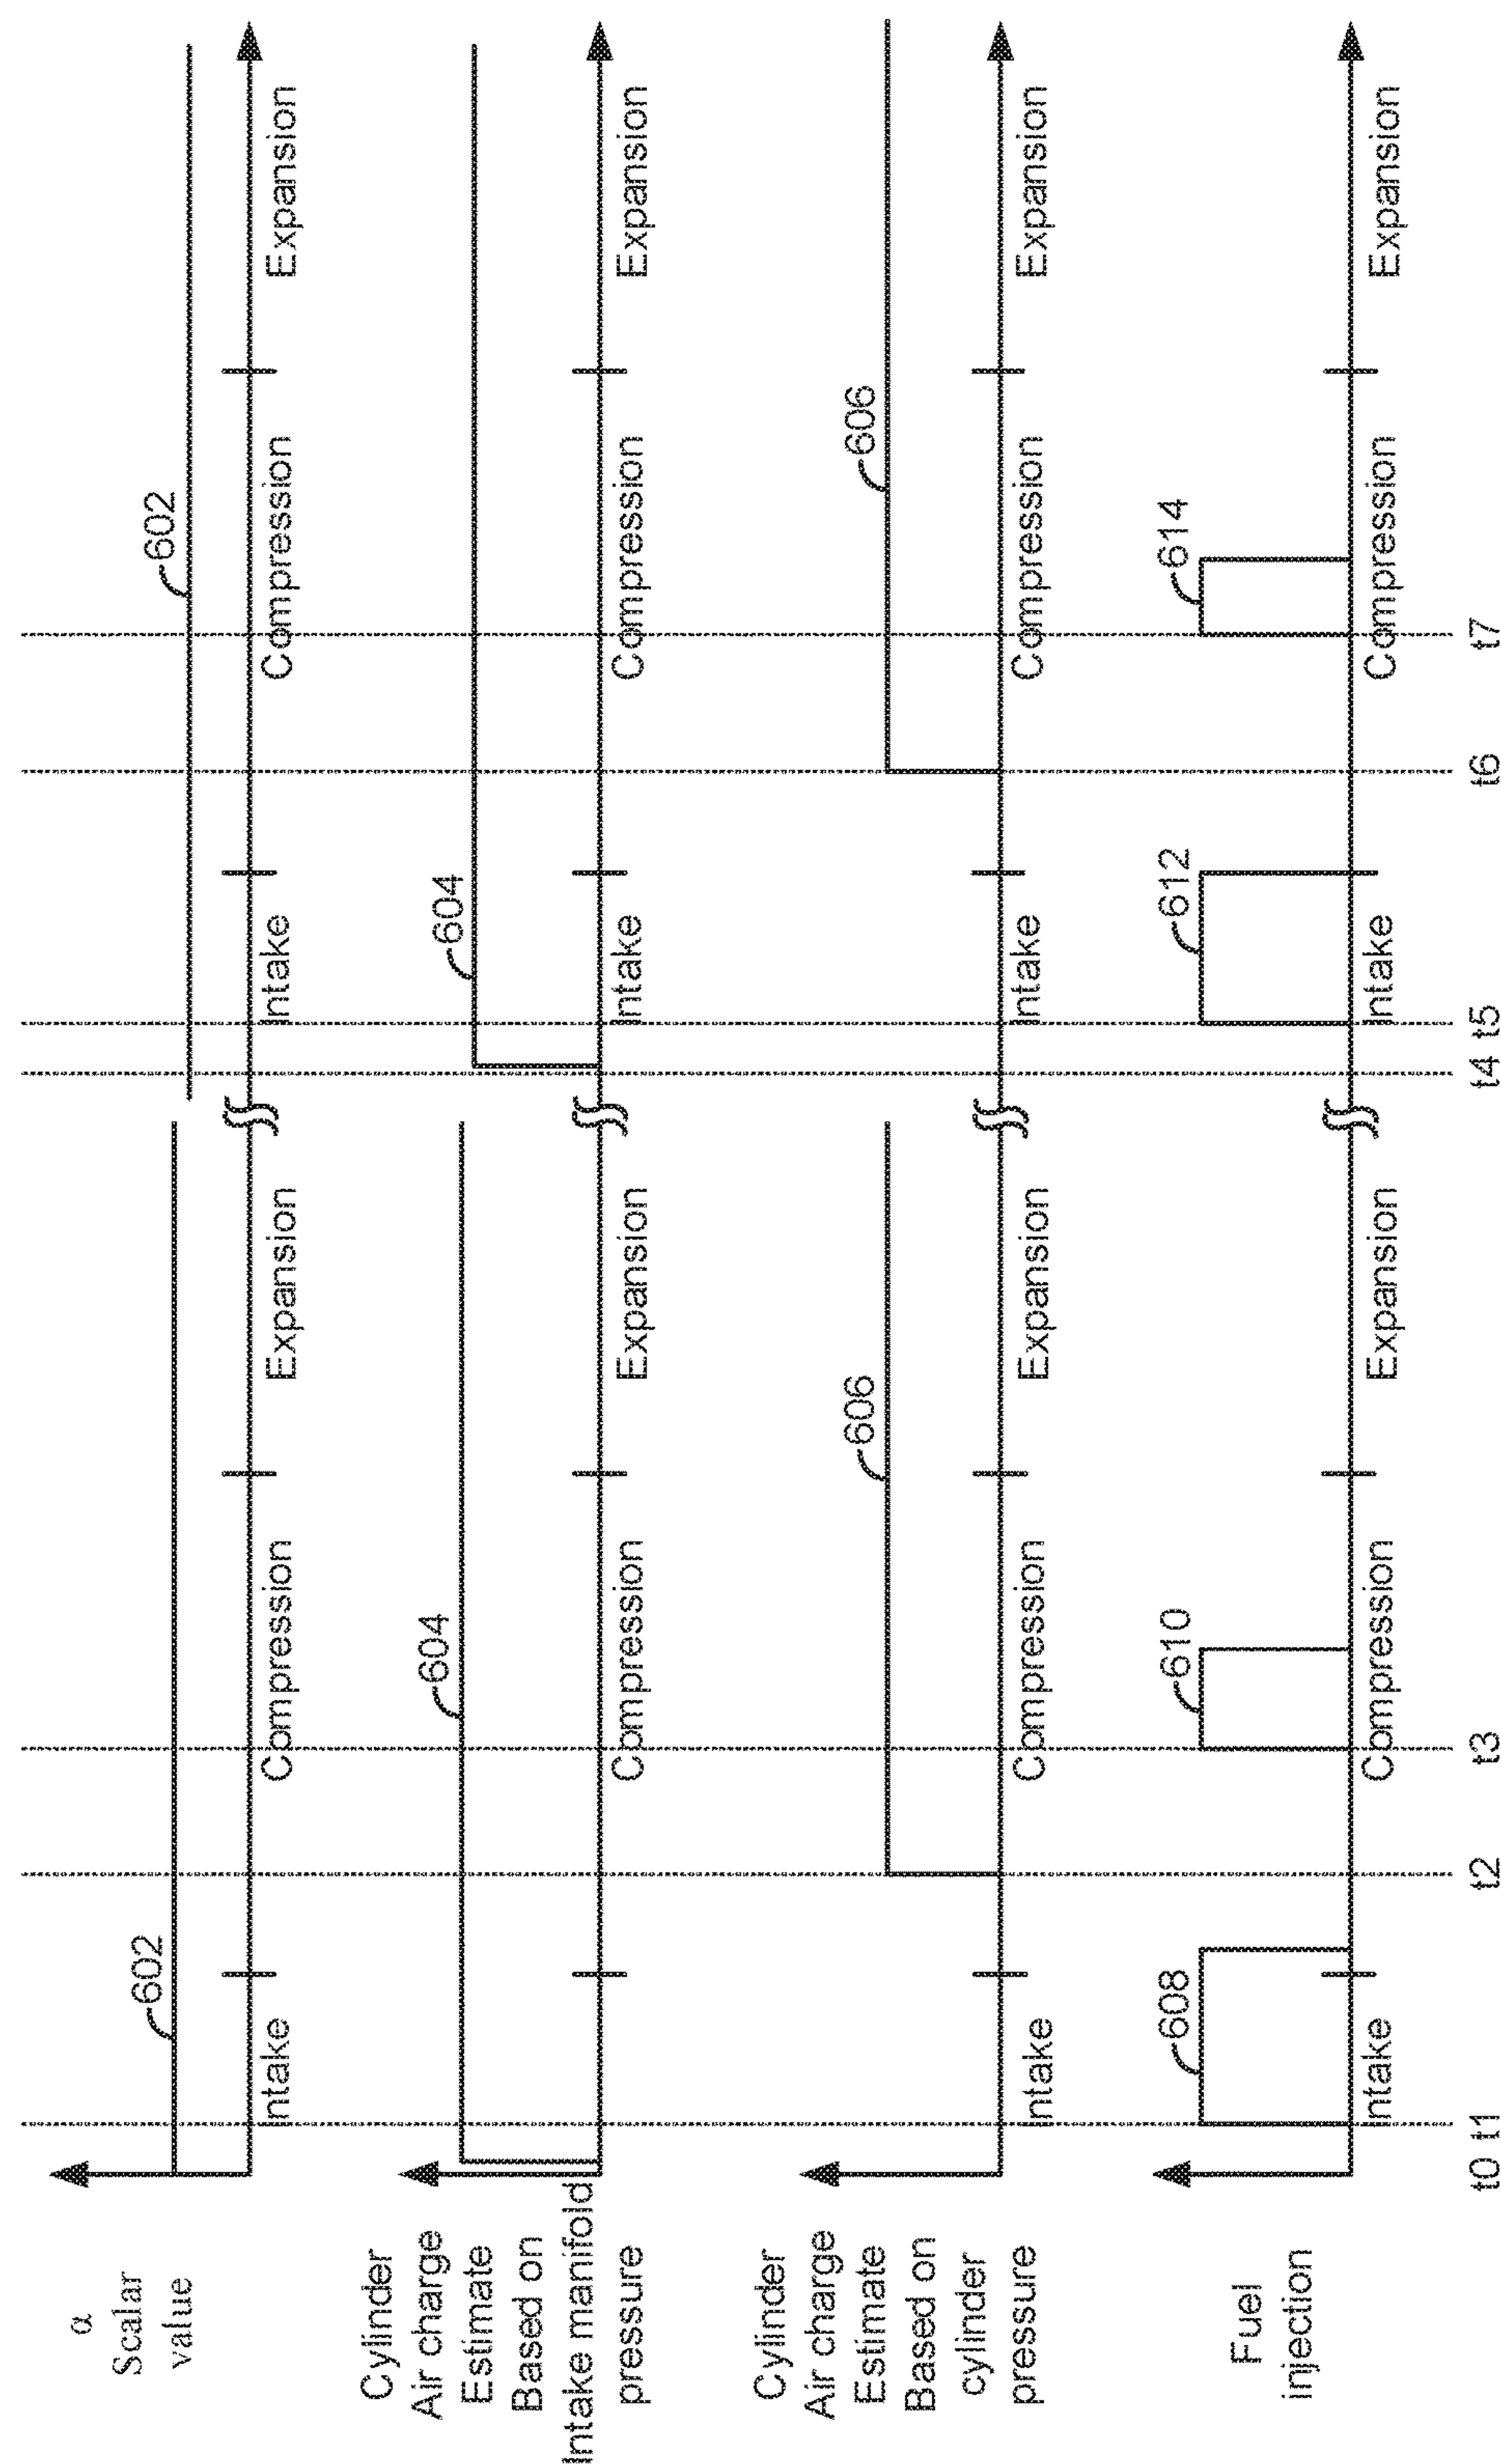 α
Scalar
value
602
602
Intake
Compression
Expansion
Intake
Compression
Expansion
Cylinder
Air charge
Estimate
Based on
Intake manifold
pressure
604
604
Compression
Expansion
Intake
Compression
Expansion
Cylinder
Air charge
Estimate
Based on
cylinder
pressure
606
606
Intake
Compression
Expansion
Intake
Compression
Expansion
Fuel
injection
608
610
612
614
Intake
Compression
Expansion
Intake
Compression
Expansion
t0 t1 t2 t3 t4 t5 t6 t7